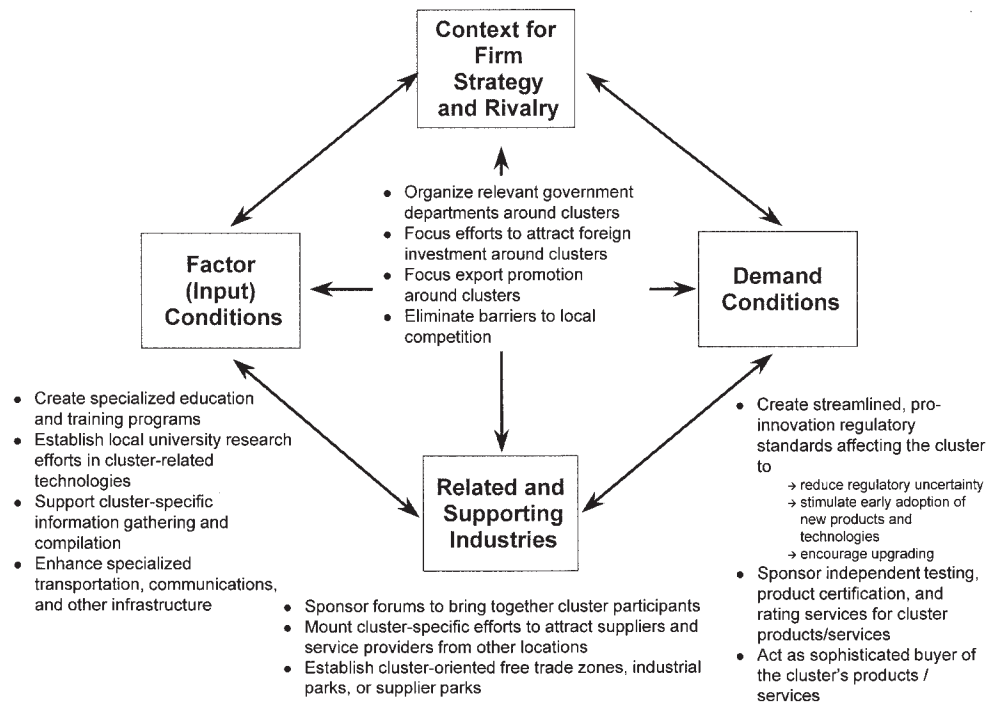 Context for
Firm
Strategy
and Rivalry
● Organize relevant government
departments around clusters
● Focus efforts to attract foreign
investment around clusters
● Focus export promotion
around clusters
● Eliminate barriers to local
competition
Factor
(Input)
Conditions
Demand
Conditions
● Create specialized education
and training programs
● Establish local university research
efforts in cluster-related
technologies
● Support cluster-specific
information gathering and
compilation
● Enhance specialized
transportation, communications,
and other infrastructure
Related and
Supporting
Industries
● Sponsor forums to bring together cluster participants
● Mount cluster-specific efforts to attract suppliers and
service providers from other locations
● Establish cluster-oriented free trade zones, industrial
parks, or supplier parks
● Create streamlined, pro-
innovation regulatory
standards affecting the cluster
to
→ reduce regulatory uncertainty
→ stimulate early adoption of
new products and
technologies
→ encourage upgrading
● Sponsor independent testing,
product certification, and
rating services for cluster
products/services
● Act as sophisticated buyer of
the cluster's products /
services